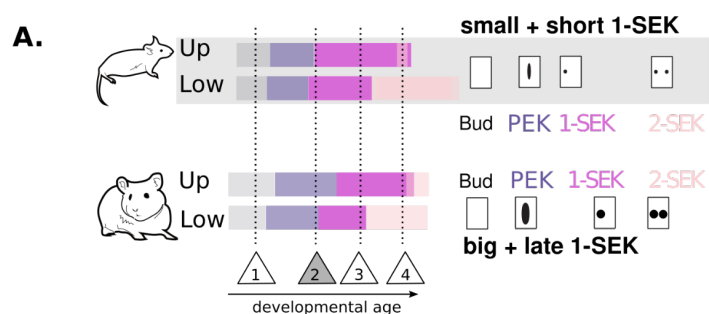 A.
small + short 1-SEK
Up
Low
Bud PEK 1-SEK 2-SEK
Up
Low
Bud PEK 1-SEK 2-SEK
big + late 1-SEK
1 2 3 4
developmental age